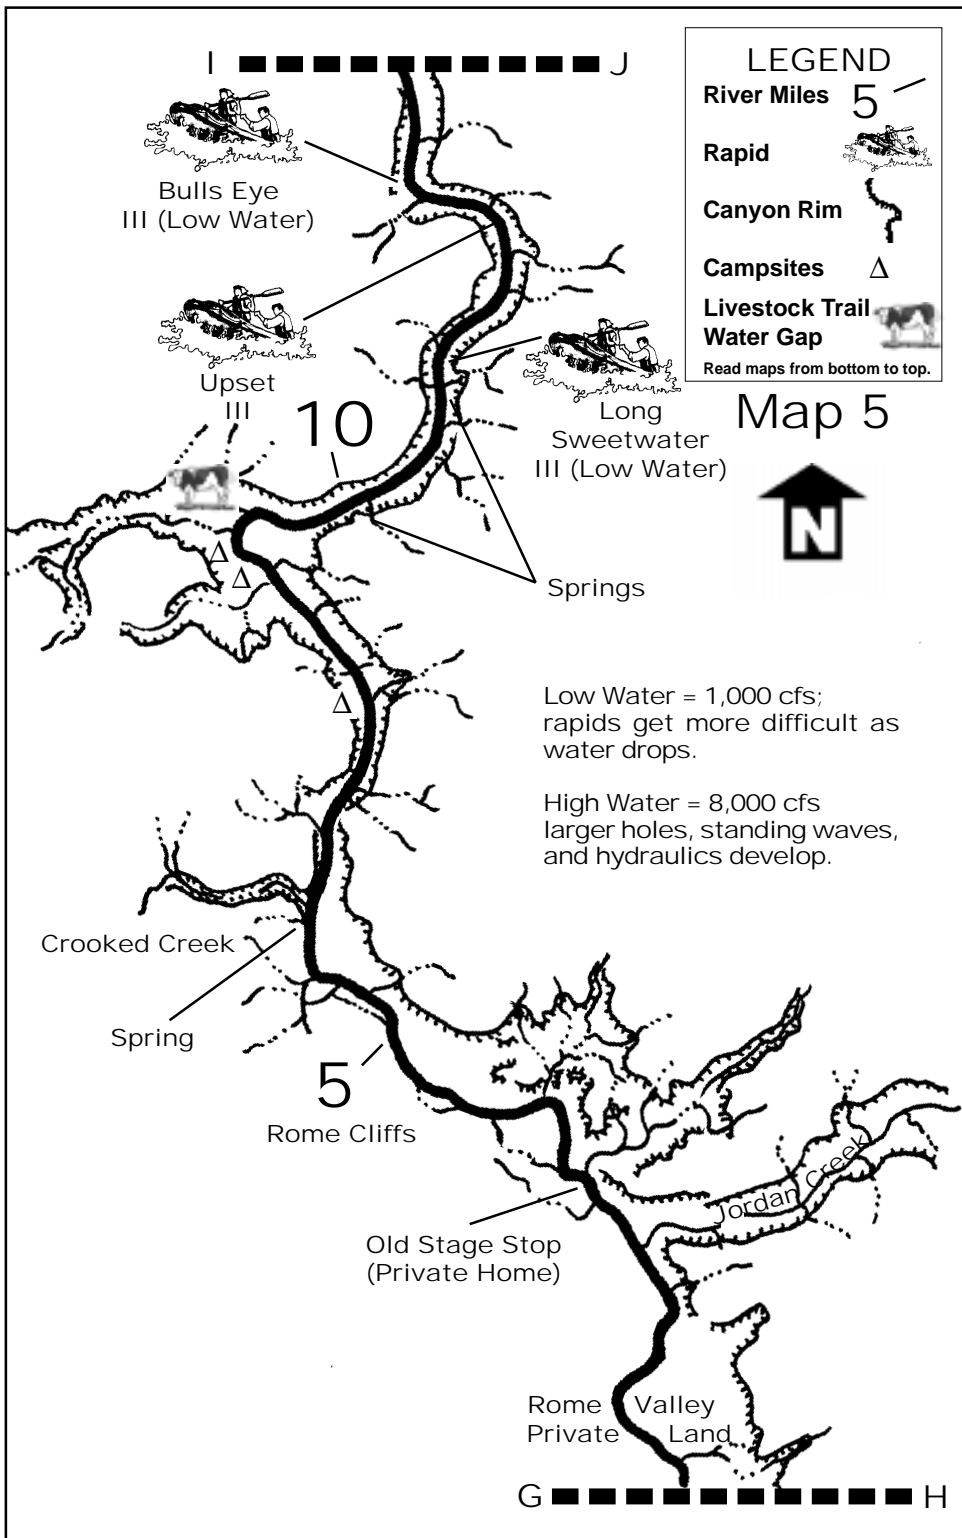 I J
LEGEND
River Miles 5
Rapid
Canyon Rim
Campsites Δ
Livestock Trail
Water Gap
Read maps from bottom to top.
Map 5
N
Bulls Eye
III (Low Water)
Upset
III
Long
Sweetwater
III (Low Water)
10
Δ
Δ
Springs
Δ
Low Water = 1,000 cfs;
rapids get more difficult as
water drops.
High Water = 8,000 cfs
larger holes, standing waves,
and hydraulics develop.
Crooked Creek
Spring
5
Rome Cliffs
Jordan Creek
Old Stage Stop
(Private Home)
Rome Valley
Private Land
G H